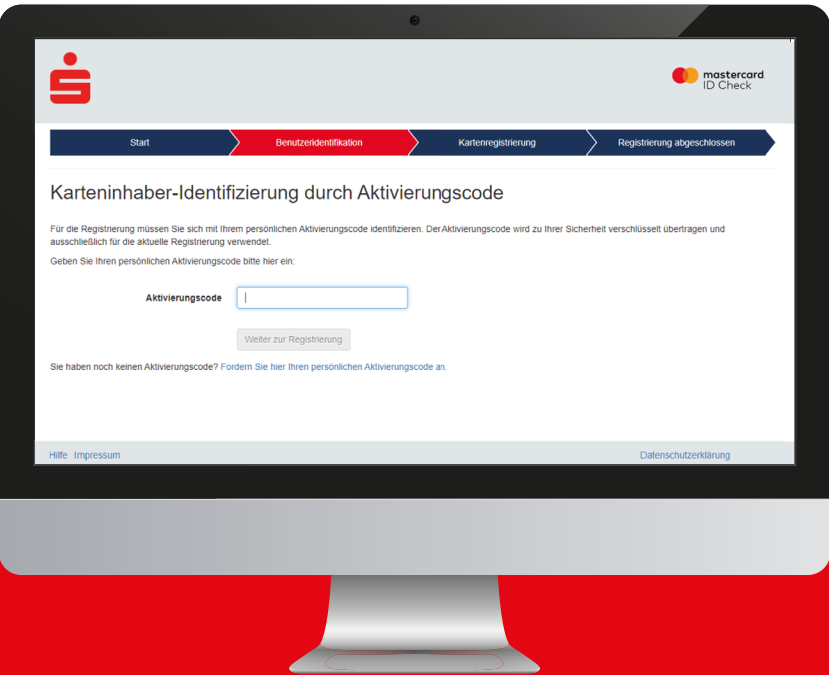 mastercard
ID Check
Start
Benutzeridentifikation
Kartenregistrierung
Registrierung abgeschlossen
Karteninhaber-Identifizierung durch Aktivierungscode
Für die Registrierung müssen Sie sich mit Ihrem persönlichen Aktivierungscode identifizieren. Der Aktivierungscode wird zu Ihrer Sicherheit verschlüsselt übertragen und
ausschließlich für die aktuelle Registrierung verwendet.
Geben Sie Ihren persönlichen Aktivierungscode bitte hier ein:
Aktivierungscode
Weiter zur Registrierung
Sie haben noch keinen Aktivierungscode? Fordern Sie hier Ihren persönlichen Aktivierungscode an.
Hilfe Impressum
Datenschutzerklärung